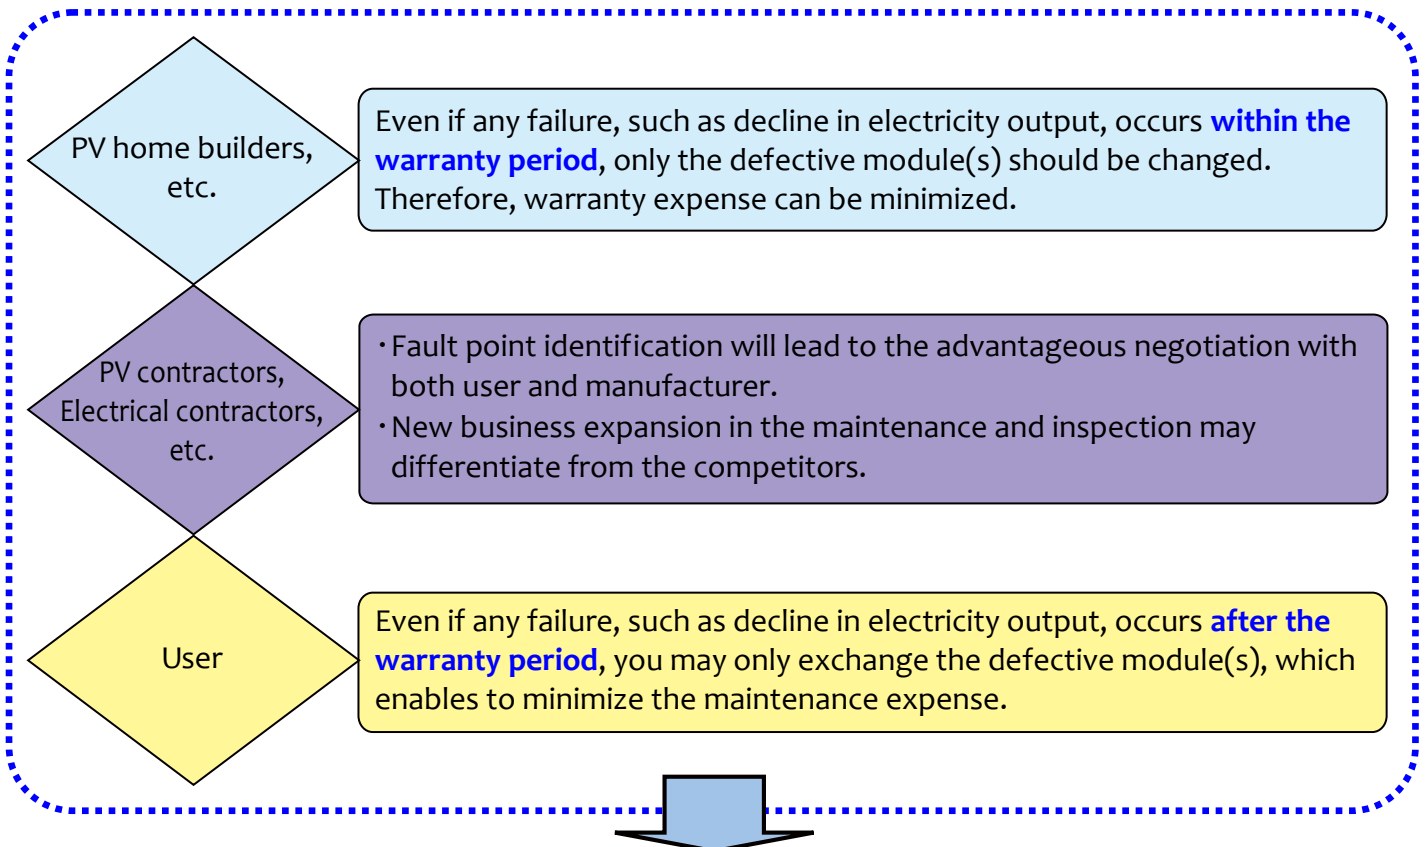 PV home builders,
etc.
Even if any failure, such as decline in electricity output, occurs within the
warranty period, only the defective module(s) should be changed.
Therefore, warranty expense can be minimized.
PV contractors,
Electrical contractors,
etc.
・Fault point identification will lead to the advantageous negotiation with
both user and manufacturer.
・New business expansion in the maintenance and inspection may
differentiate from the competitors.
User
Even if any failure, such as decline in electricity output, occurs after the
warranty period, you may only exchange the defective module(s), which
enables to minimize the maintenance expense.